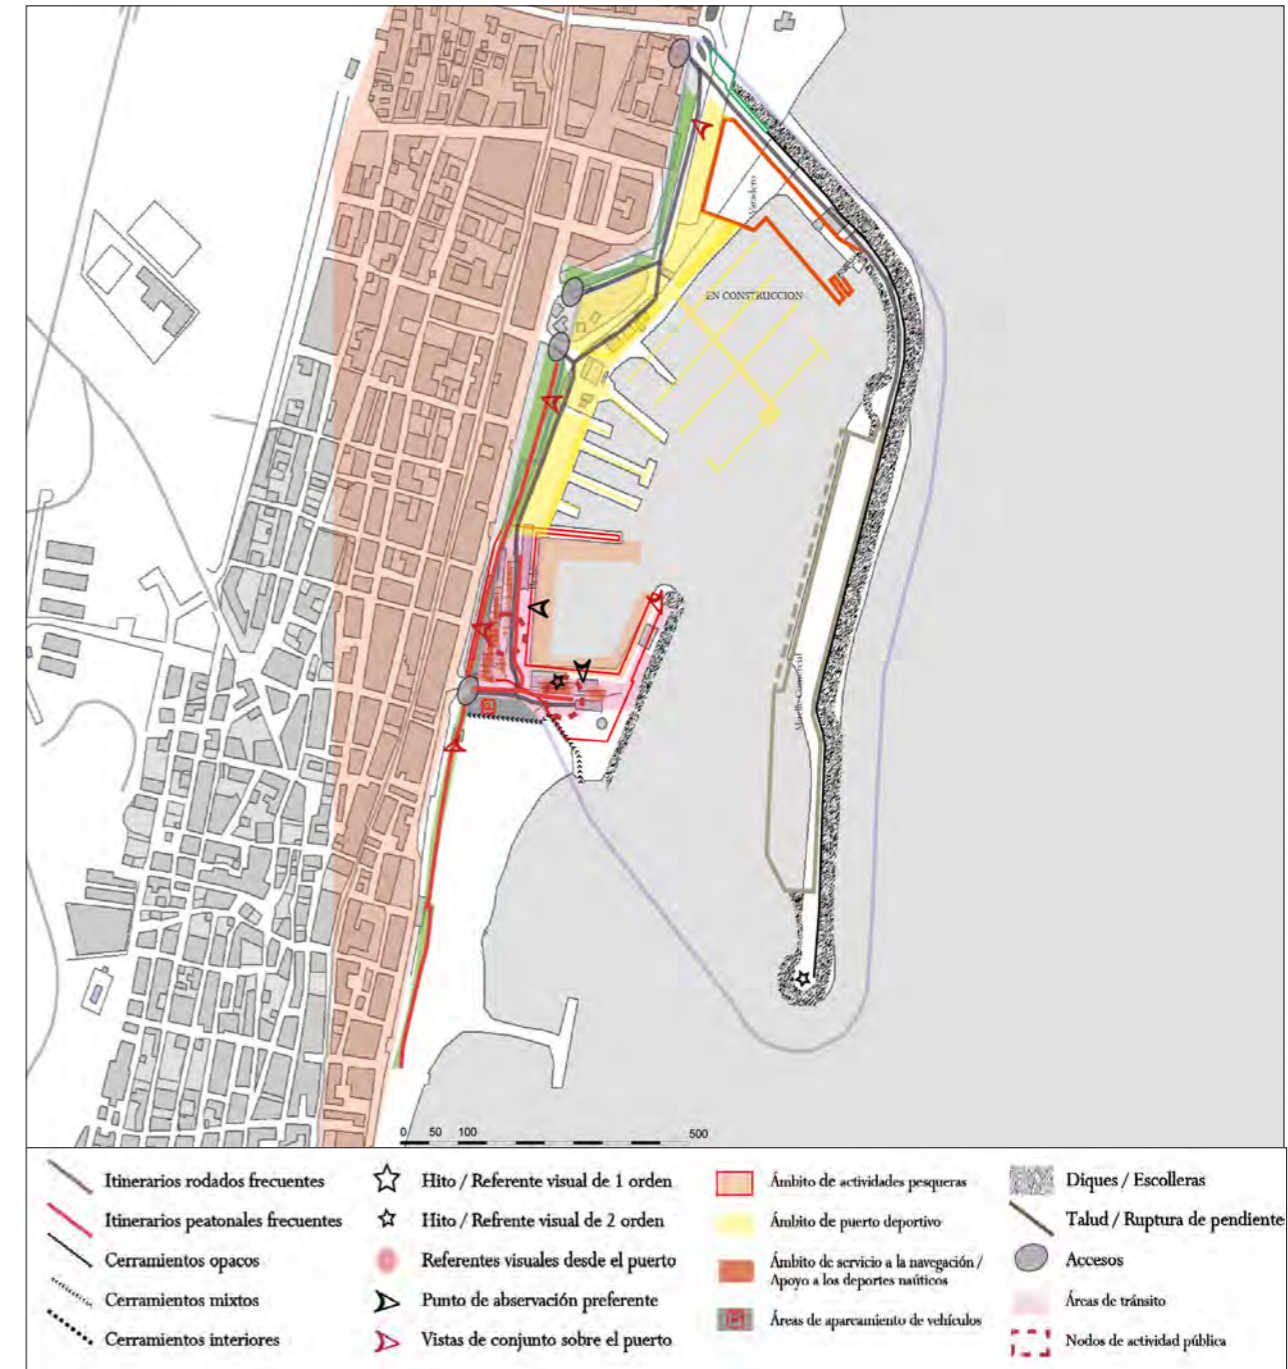 Varadero
EN CONSTRUCCION
Muelle Comercial
0 50 100 500
Itinerarios rodados frecuentes
Itinerarios peatonales frecuentes
Cerramientos opacos
Cerramientos mixtos
Cerramientos interiores
Hito / Referente visual de 1 orden
Hito / Refrente visual de 2 orden
Referentes visuales desde el puerto
Punto de abservación preferente
Vistas de conjunto sobre el puerto
Ámbito de actividades pesqueras
Ámbito de puerto deportivo
Ámbito de servicio a la navegación /
Apoyo a los deportes naúticos
Áreas de aparcamiento de vehículos
Diques / Escolleras
Talud / Ruptura de pendiente
Accesos
Áreas de tránsito
Nodos de actividad pública